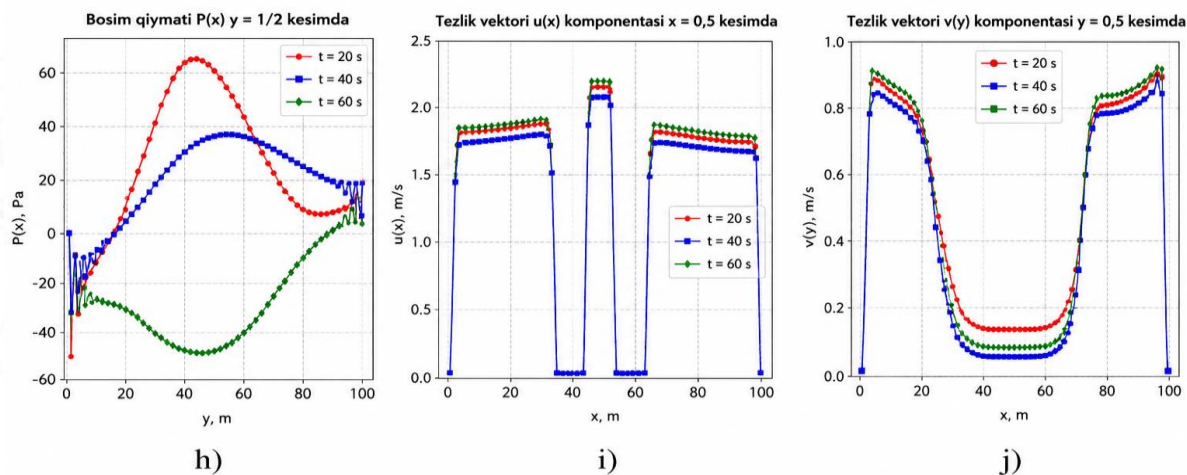 Bosim qiymati P(x) y = 1/2 kesimda
P(x), Pa
60
40
20
0
−20
−40
−60
0
20
40
60
80
100
y, m
t = 20 s
t = 40 s
t = 60 s
h)
Tezlik vektori u(x) komponentasi x = 0,5 kesimda
u(x), m/s
2.5
2.0
1.5
1.0
0.5
0.0
0
20
40
60
80
100
x, m
t = 20 s
t = 40 s
t = 60 s
i)
Tezlik vektori v(y) komponentasi y = 0,5 kesimda
v(y), m/s
1.0
0.8
0.6
0.4
0.2
0.0
0
20
40
60
80
100
x, m
t = 20 s
t = 40 s
t = 60 s
j)